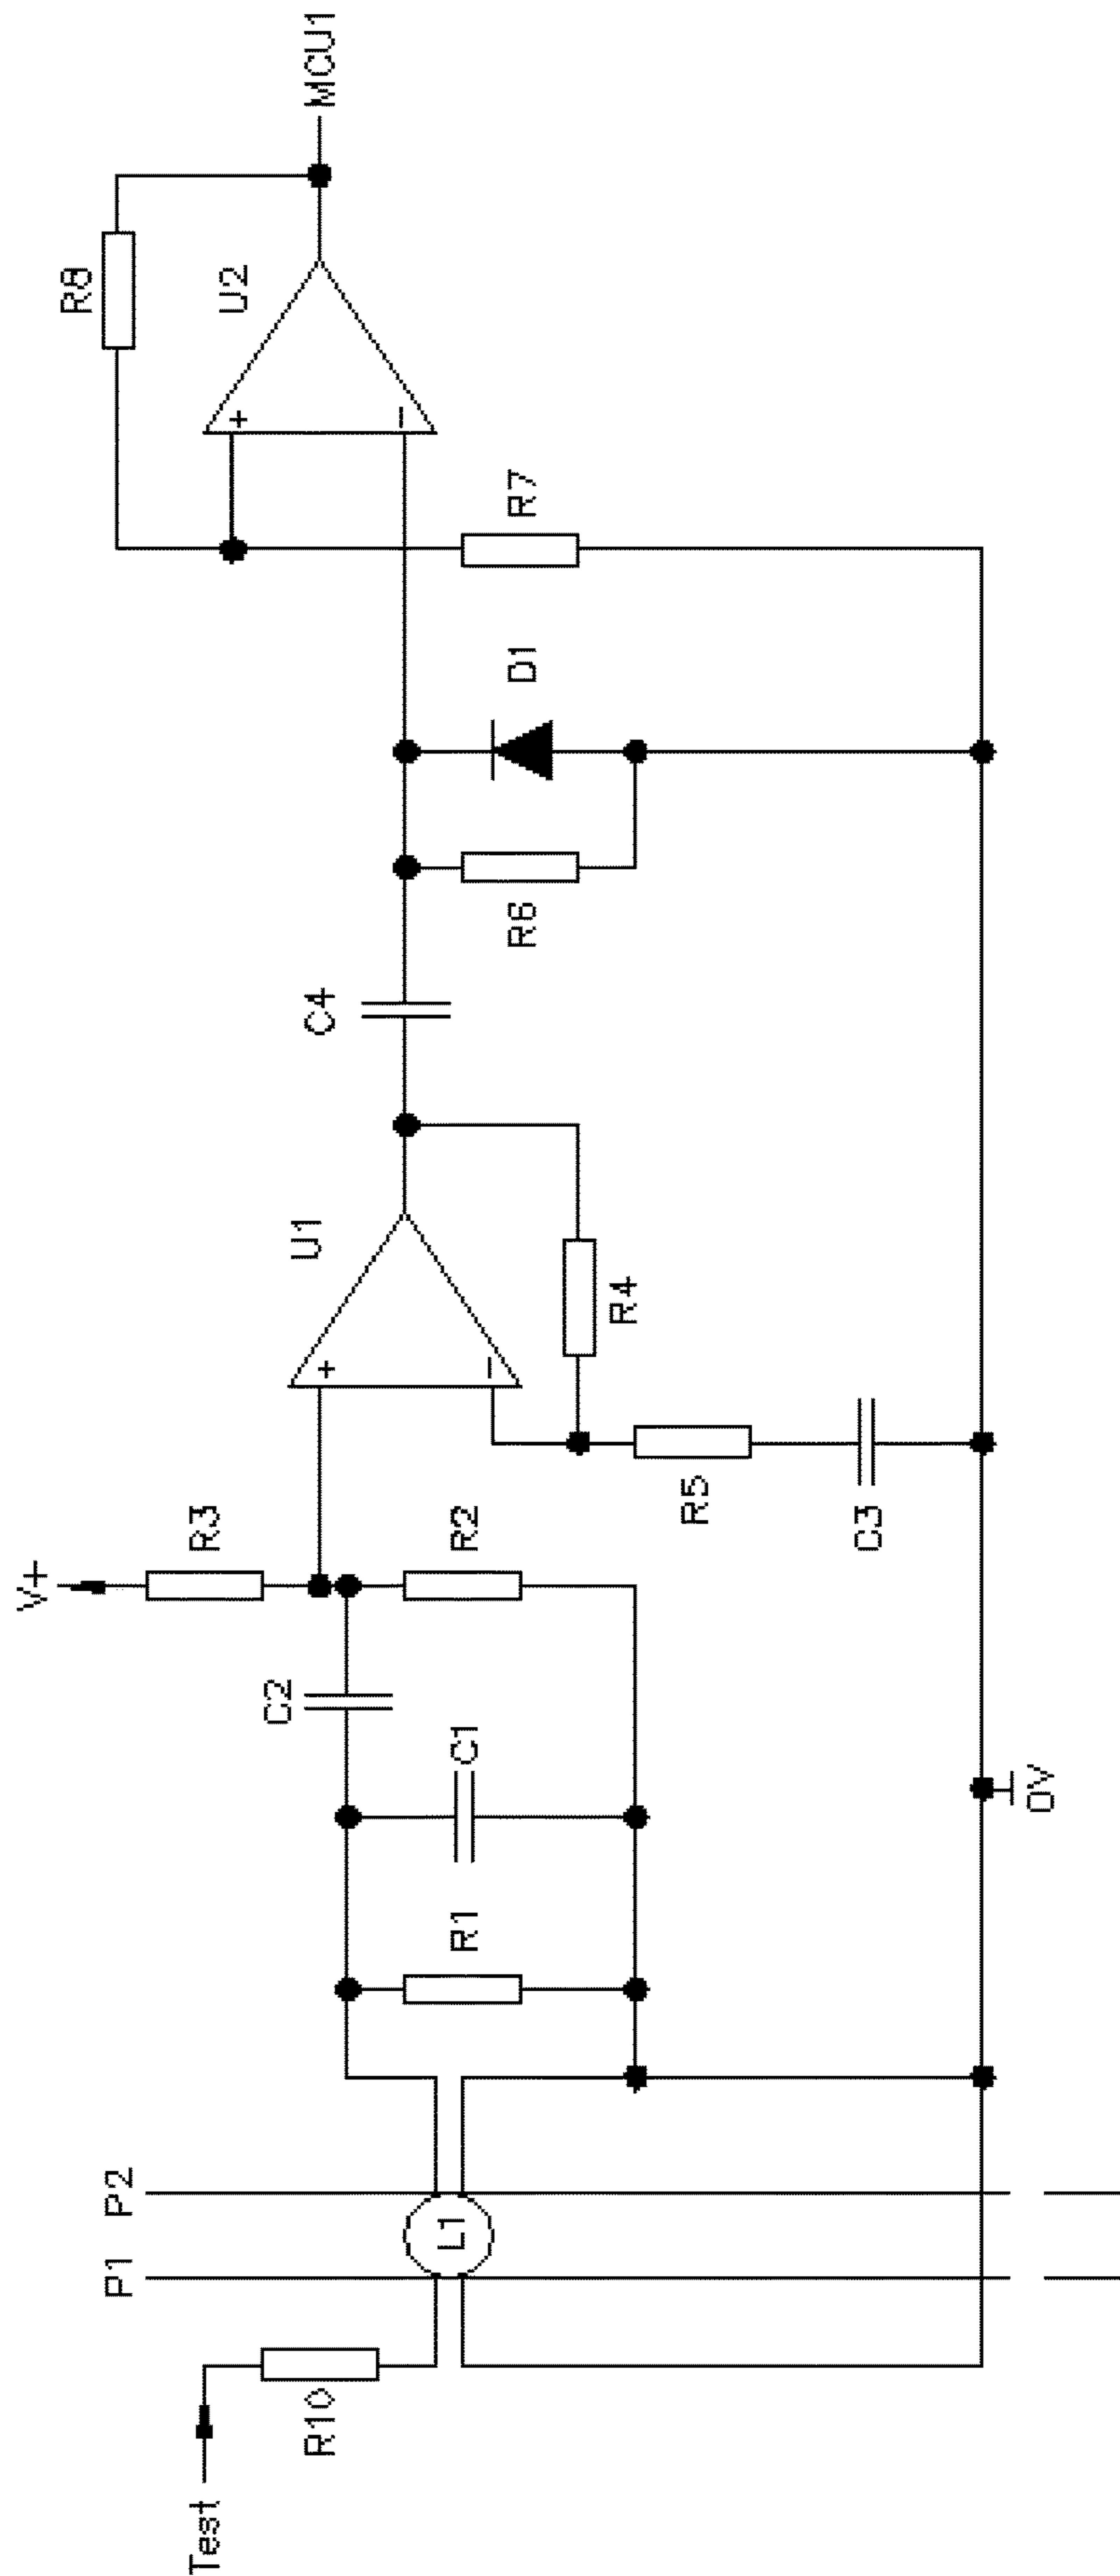 Test
R10
P1
P2
L1
R1
C1
C2
V+
R3
R2
R5
C3
U1
R4
C4
R6
D1
R7
R8
U2
MCU1
0V
+
−
+
−